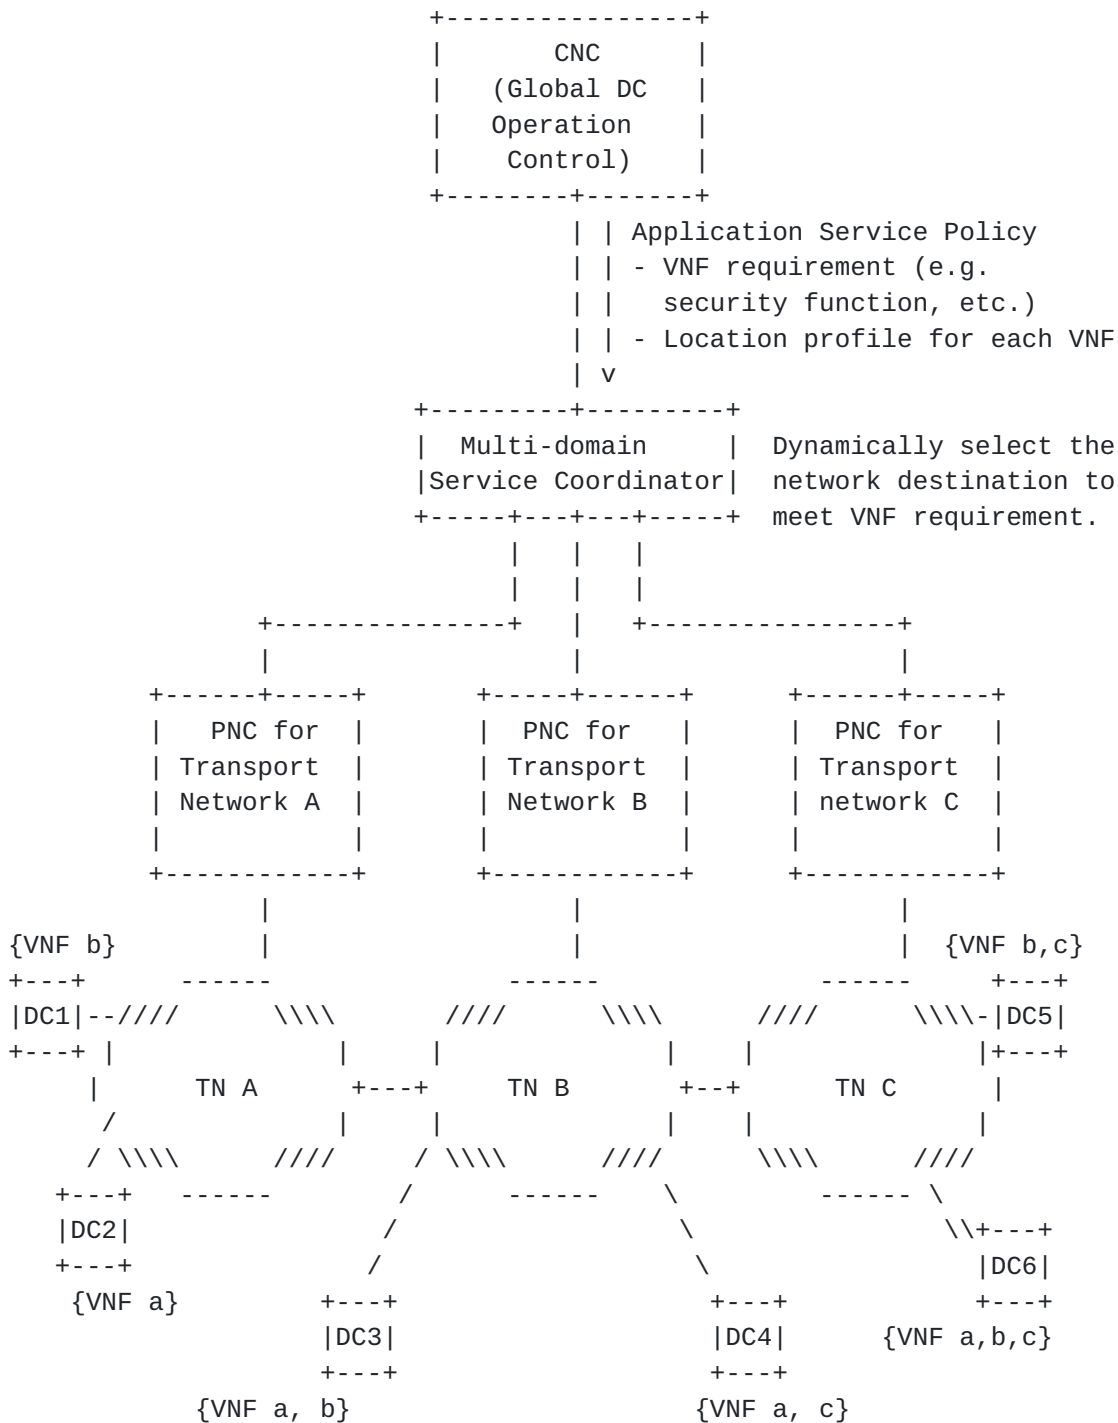 CNC
(Global DC
Operation
Control)
Application Service Policy
- VNF requirement (e.g.
security function, etc.)
- Location profile for each VNF
v
Multi-domain Dynamically select the
Service Coordinator network destination to
meet VNF requirement.
PNC for PNC for PNC for
Transport Transport Transport
Network A Network B network C
{VNF b} {VNF b,c}
DC1 DC5
TN A TN B TN C
DC2
DC6
{VNF a}
DC3 DC4 {VNF a,b,c}
{VNF a, b} {VNF a, c}